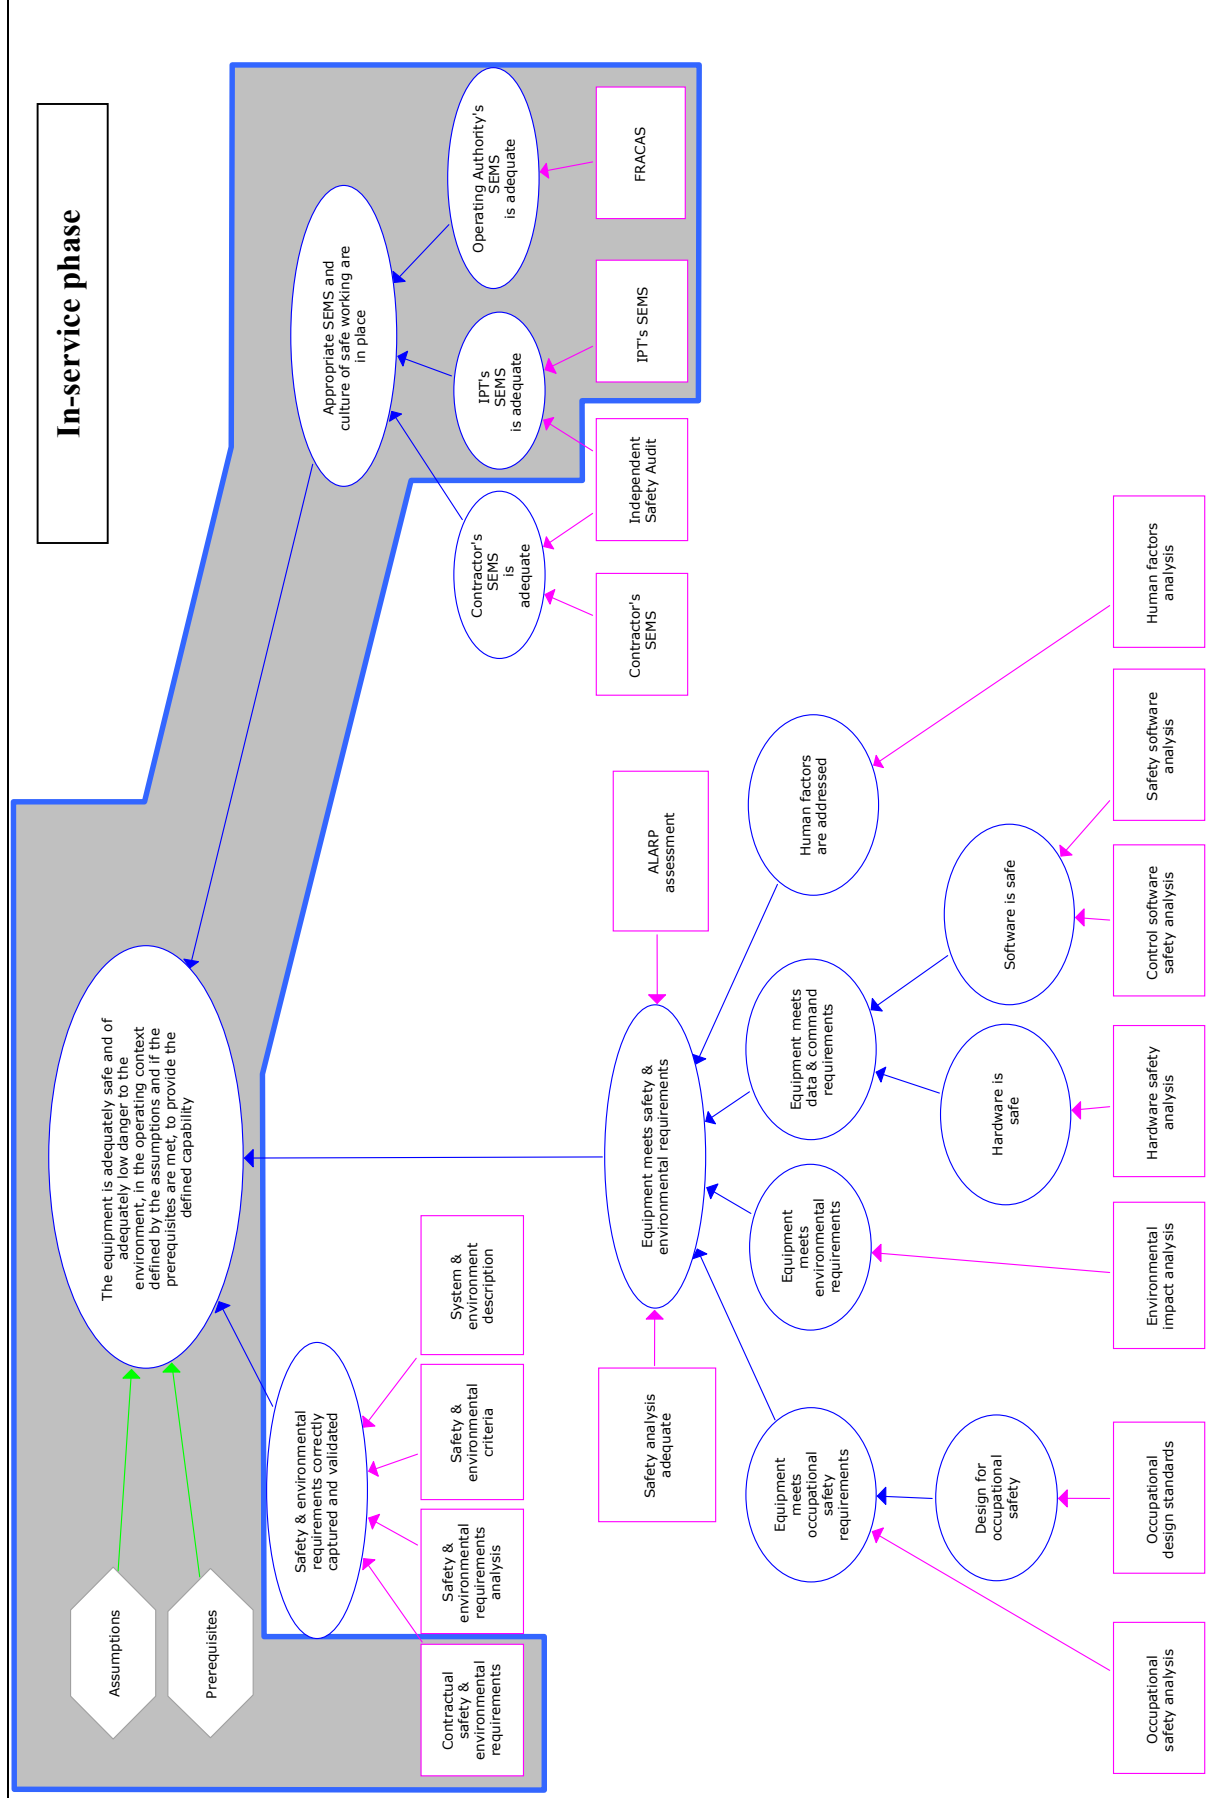 In-service phase
The equipment is adequately safe and of
adequately low danger to the
environment, in the operating context
defined by the assumptions and if the
prerequisites are met, to provide the
defined capability
Assumptions
Prerequisites
Safety & environmental
requirements correctly
captured and validated
Appropriate SEMS and
culture of safe working are
in place
Contractual
safety &
environmental
requirements
Safety &
environmental
requirements
analysis
Safety &
environmental
criteria
System &
environment
description
Contractor's
SEMS
is
adequate
IPT's
SEMS
is adequate
Operating Authority's
SEMS
is adequate
Contractor's
SEMS
Independent
Safety Audit
IPT's SEMS
FRACAS
Safety analysis
adequate
Equipment meets safety &
environmental requirements
ALARP
assessment
Equipment
meets
occupational
safety
requirements
Equipment
meets
environmental
requirements
Equipment meets
data & command
requirements
Human factors
are addressed
Design for
occupational
safety
Hardware is
safe
Software is safe
Occupational
safety analysis
Occupational
design standards
Environmental
impact analysis
Hardware safety
analysis
Control software
safety analysis
Safety software
analysis
Human factors
analysis